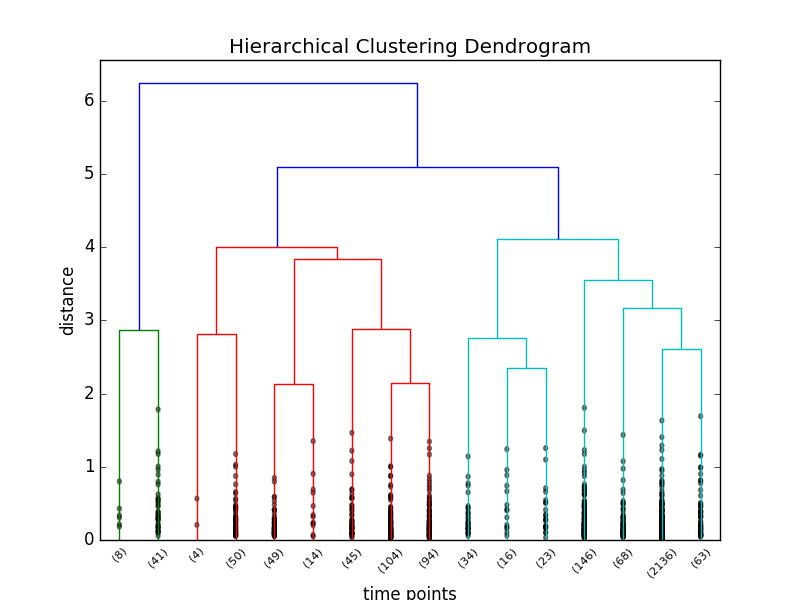 Hierarchical Clustering Dendrogram
6
5
4
3
2
1
0
distance
(8) (41) (4) (50) (49) (14) (45) (104) (94) (34) (16) (23) (146) (68) (2136) (63)
time points